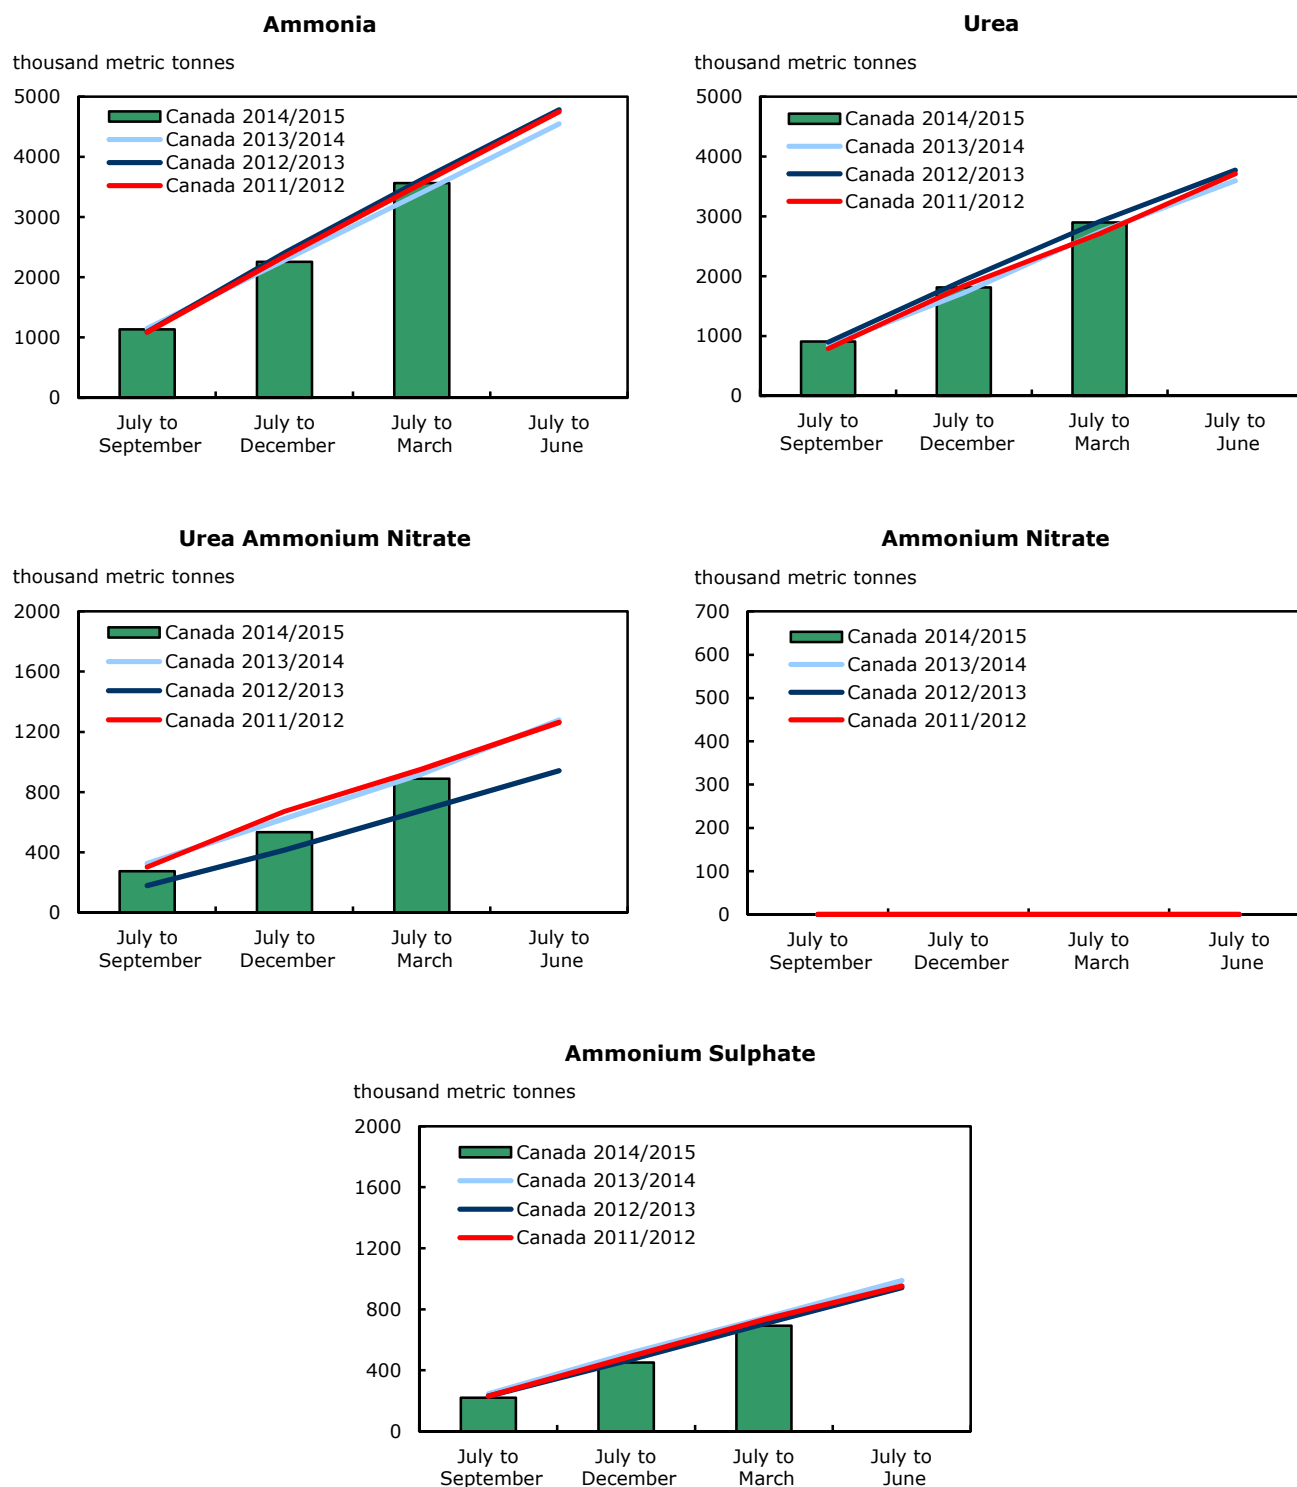 Ammonia
thousand metric tonnes
5000
4000
3000
2000
1000
0
Canada 2014/2015
Canada 2013/2014
Canada 2012/2013
Canada 2011/2012
July to September
July to December
July to March
July to June
Urea
thousand metric tonnes
5000
4000
3000
2000
1000
0
Canada 2014/2015
Canada 2013/2014
Canada 2012/2013
Canada 2011/2012
July to September
July to December
July to March
July to June
Urea Ammonium Nitrate
thousand metric tonnes
2000
1600
1200
800
400
0
Canada 2014/2015
Canada 2013/2014
Canada 2012/2013
Canada 2011/2012
July to September
July to December
July to March
July to June
Ammonium Nitrate
thousand metric tonnes
700
600
500
400
300
200
100
0
Canada 2014/2015
Canada 2013/2014
Canada 2012/2013
Canada 2011/2012
July to September
July to December
July to March
July to June
Ammonium Sulphate
thousand metric tonnes
2000
1600
1200
800
400
0
Canada 2014/2015
Canada 2013/2014
Canada 2012/2013
Canada 2011/2012
July to September
July to December
July to March
July to June